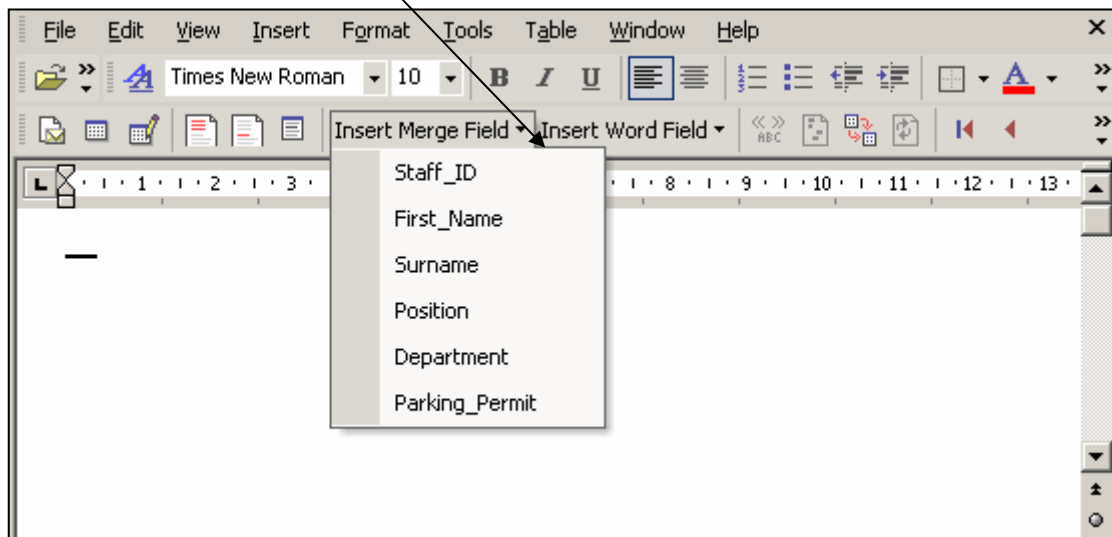 File Edit View Insert Format Tools Table Window Help
Times New Roman 10 B I U A
Insert Merge Field Insert Word Field ABC
L 1 2 3 8 9 10 11 12 13
Staff_ID
First_Name
Surname
Position
Department
Parking_Permit